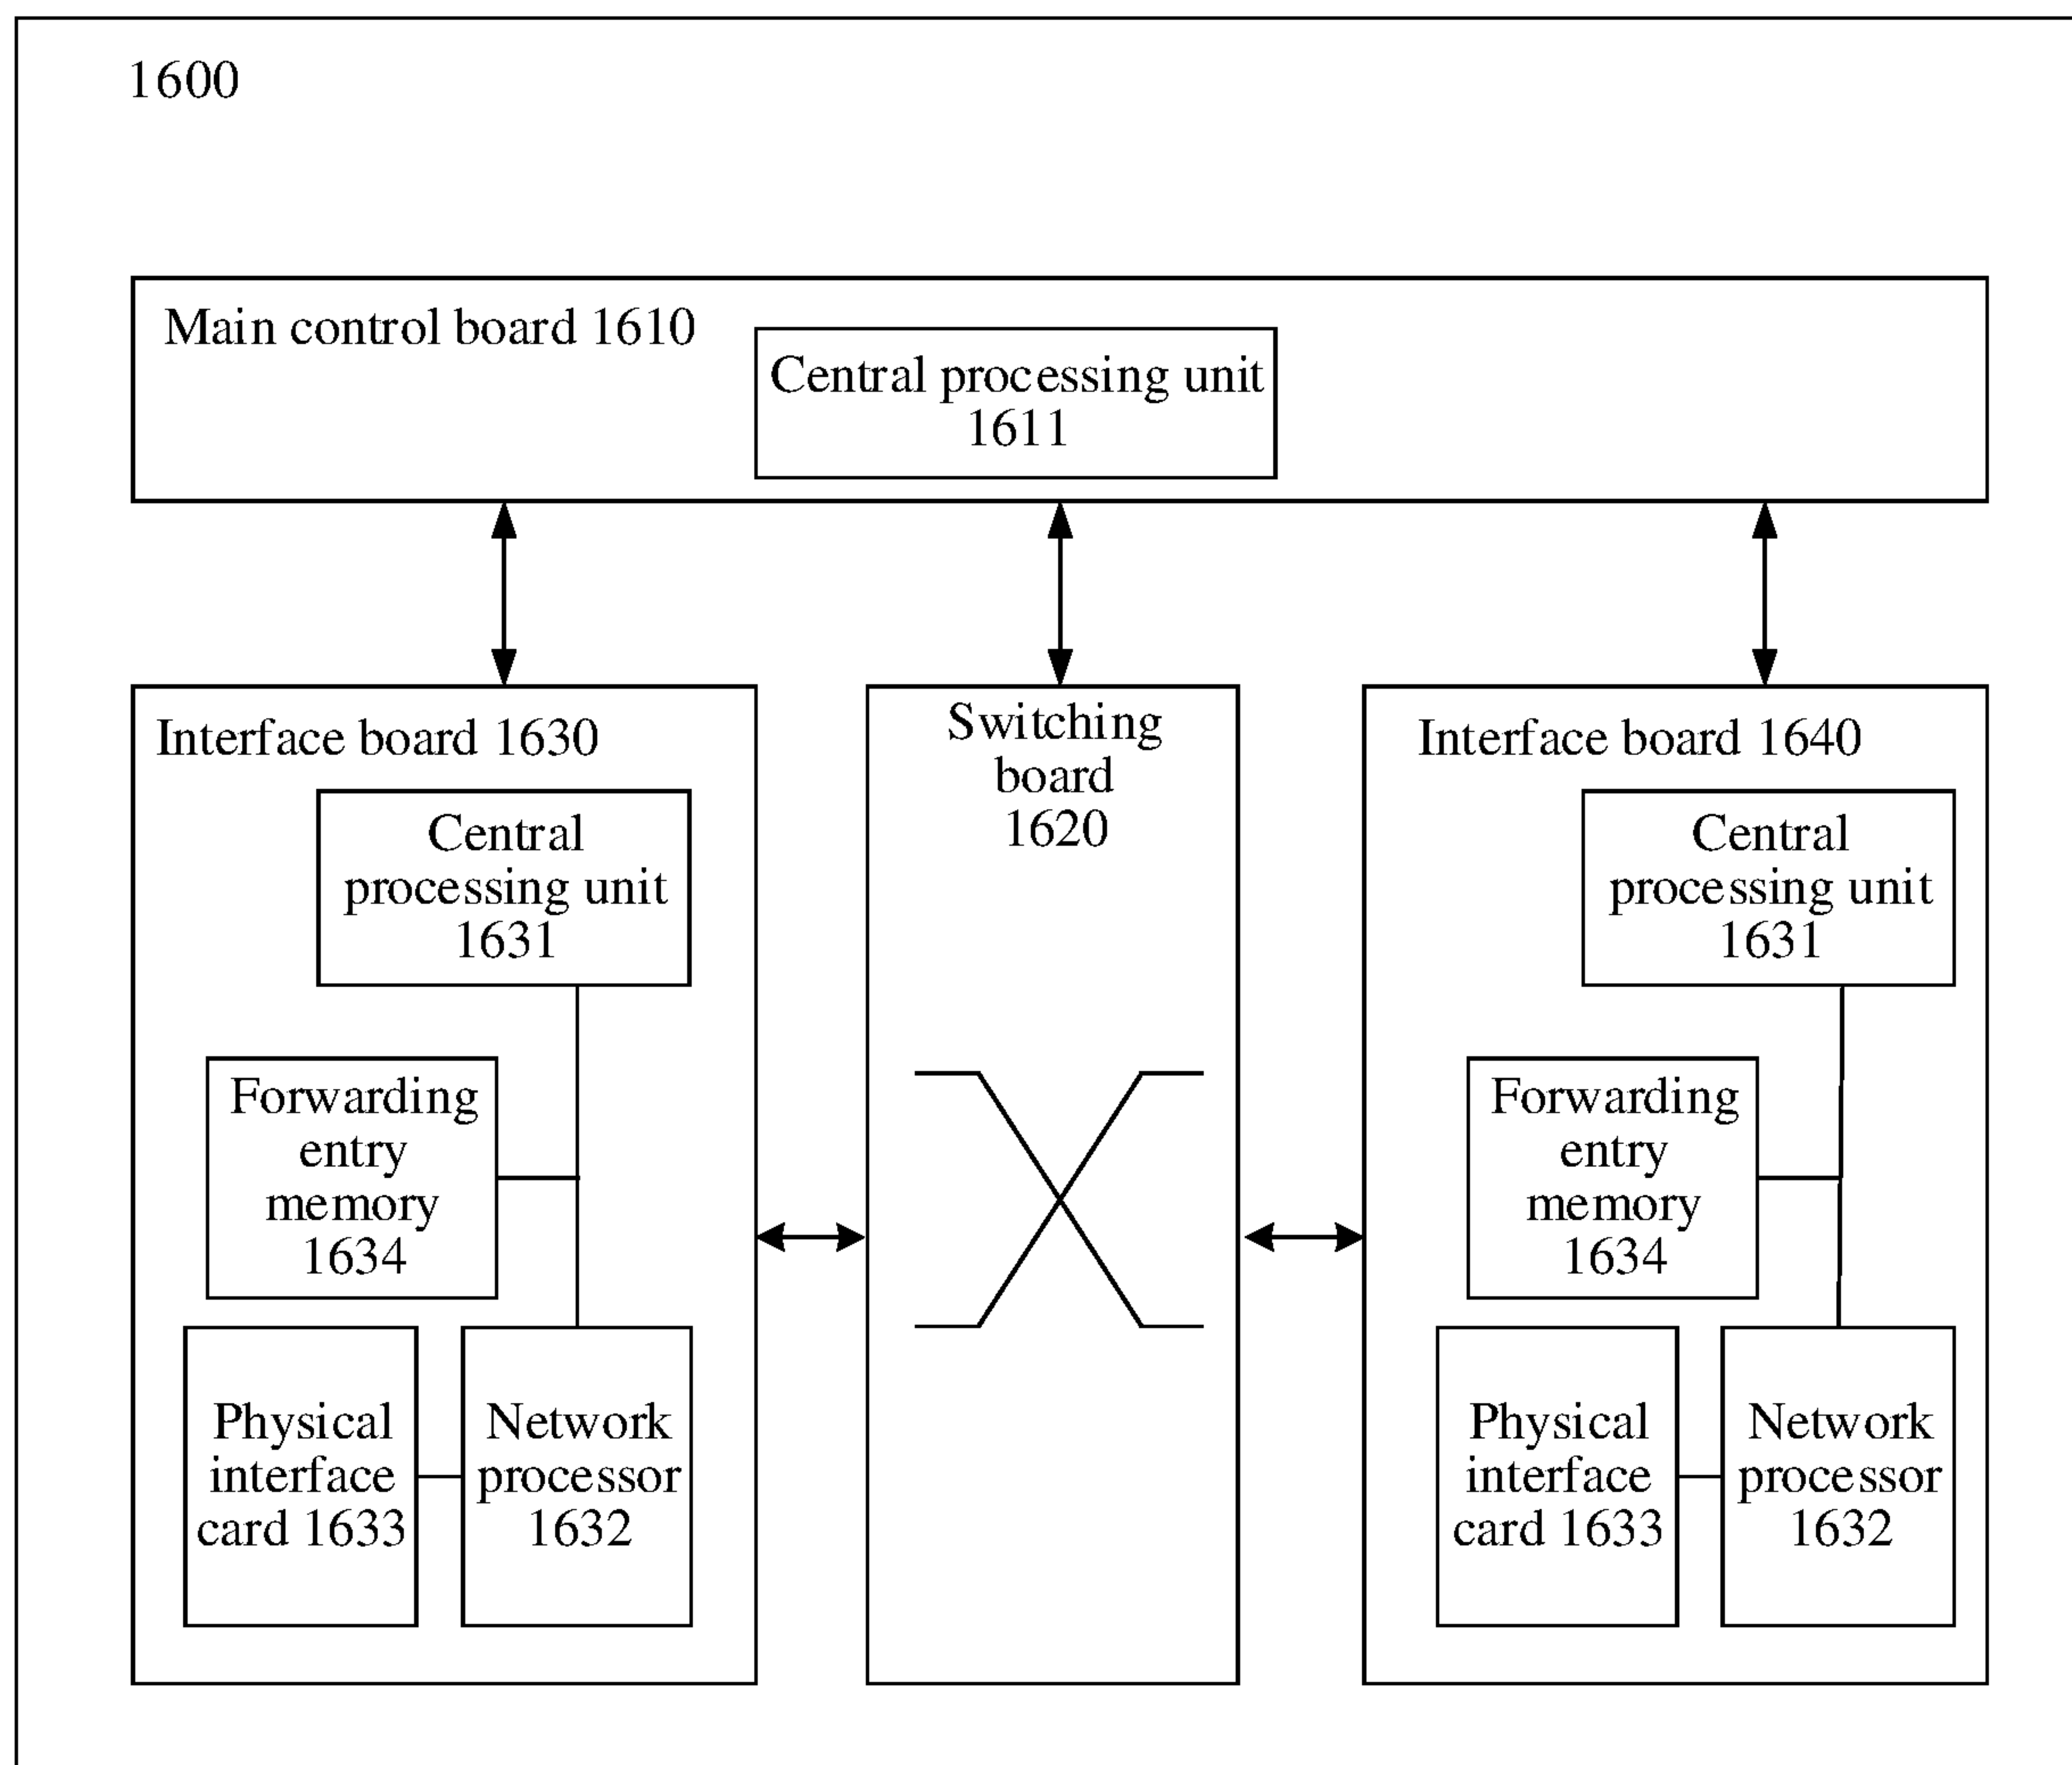 1600
Main control board 1610
Central processing unit
1611
Interface board 1630
Central
processing unit
1631
Forwarding
entry
memory
1634
Physical
interface
card 1633
Network
processor
1632
Switching
board
1620
Interface board 1640
Central
processing unit
1631
Forwarding
entry
memory
1634
Physical
interface
card 1633
Network
processor
1632